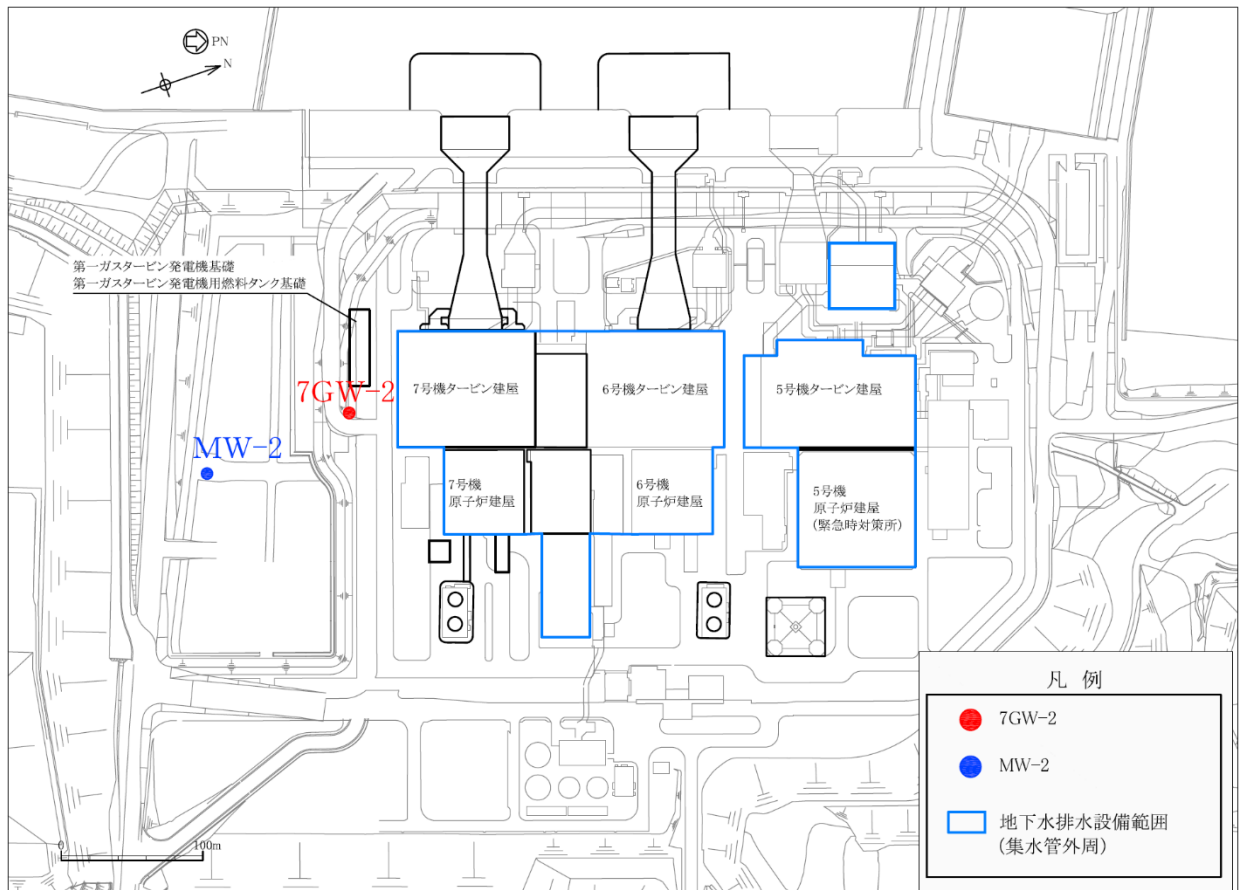 PN
N
第一ガスタービン発電機基礎
第一ガスタービン発電機用燃料タンク基礎
7GW-2
MW-2
7号機タービン建屋
6号機タービン建屋
5号機タービン建屋
7号機
原子炉建屋
6号機
原子炉建屋
5号機
原子炉建屋
(緊急時対策所)
0
100m
凡 例
7GW-2
MW-2
地下水排水設備範囲
(集水管外周)